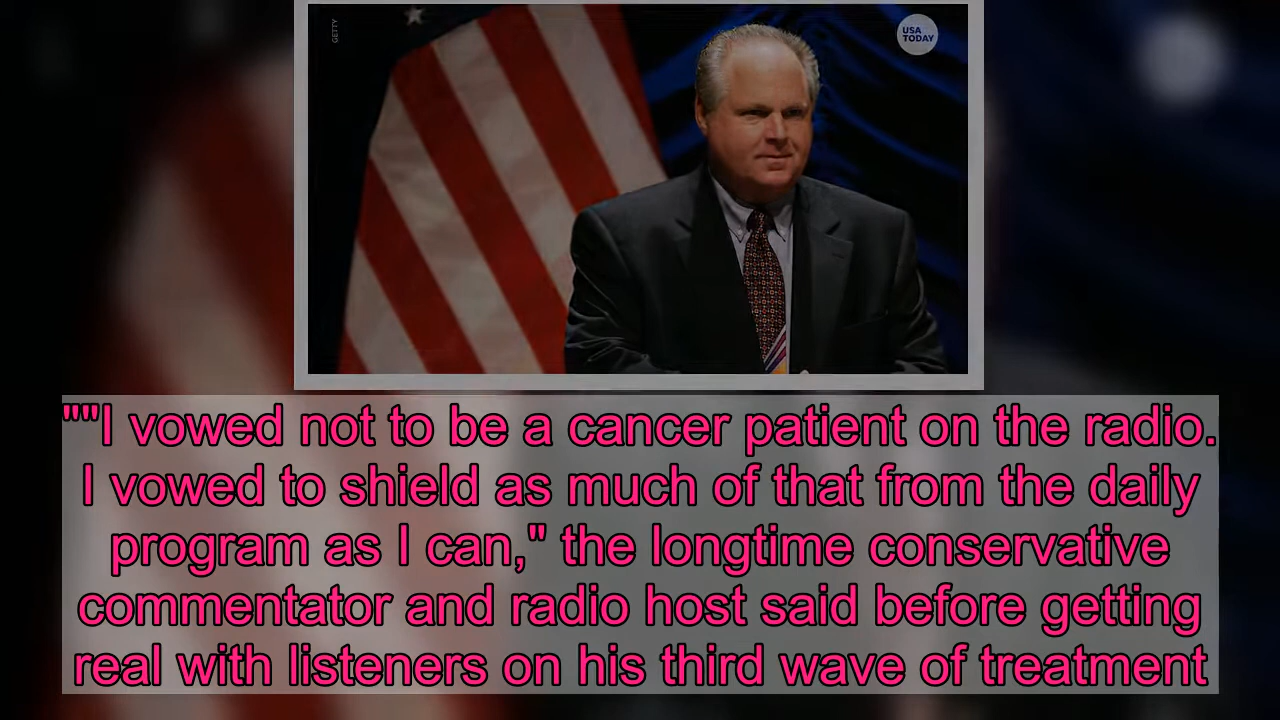 GETTY
USA
TODAY
""I vowed not to be a cancer patient on the radio.
I vowed to shield as much of that from the daily
program as I can," the longtime conservative
commentator and radio host said before getting
real with listeners on his third wave of treatment